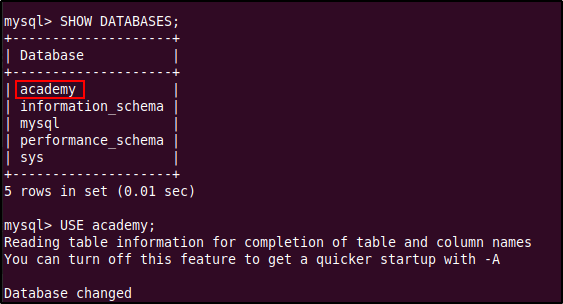 mysql> SHOW DATABASES;
+--------------------+
| Database           |
+--------------------+
| academy            |
| information_schema |
| mysql              |
| performance_schema |
| sys                |
+--------------------+
5 rows in set (0.01 sec)

mysql> USE academy;
Reading table information for completion of table and column names
You can turn off this feature to get a quicker startup with -A

Database changed